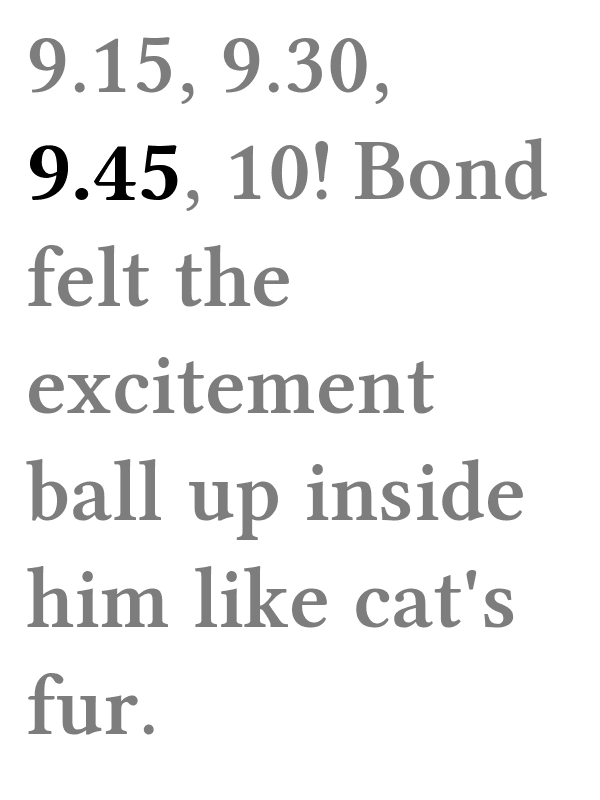 9.15, 9.30,
9.45, 10! Bond
felt the
excitement
ball up inside
him like cat's
fur.